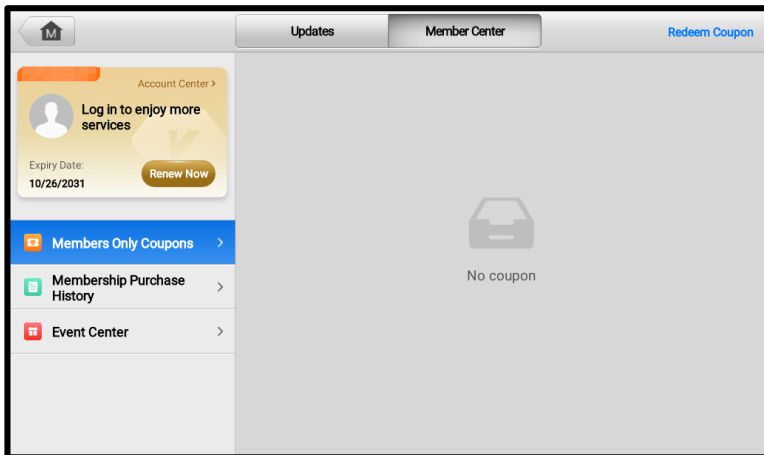 M
Updates
Member Center
Redeem Coupon
Account Center >
Log in to enjoy more
services
Expiry Date:
10/26/2031
Renew Now
Members Only Coupons
Membership Purchase
History
Event Center
No coupon